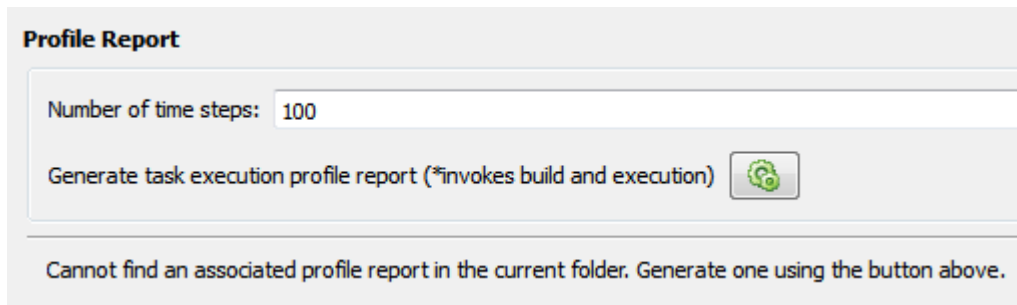 Profile Report
Number of time steps: 100
Generate task execution profile report (*invokes build and execution)
Cannot find an associated profile report in the current folder. Generate one using the button above.